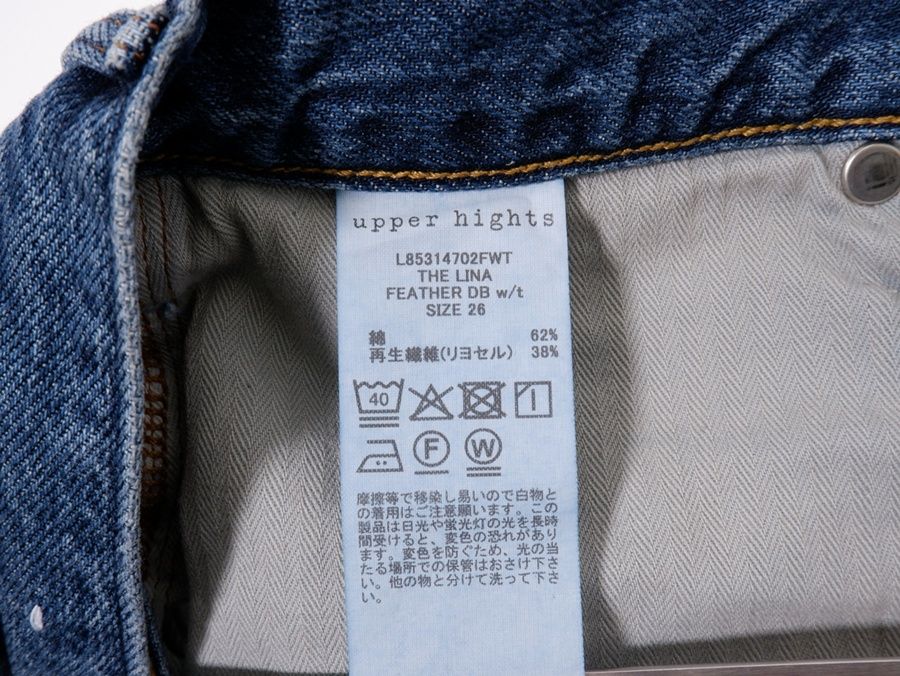 upper hights
L85314702FWT
THE LINA
FEATHER DB w/t
SIZE 26
綿 62%
再生繊維(リヨセル) 38%
40
F W
摩擦等で移染し易いので白物と
の着用はご注意願います。この
製品は日光や蛍光灯の光を長時
間受けると、変色の恐れがあり
ます。変色を防ぐため、光の当
たる場所での保管はおさけ下さ
い。他の物と分けて洗って下さ
い。